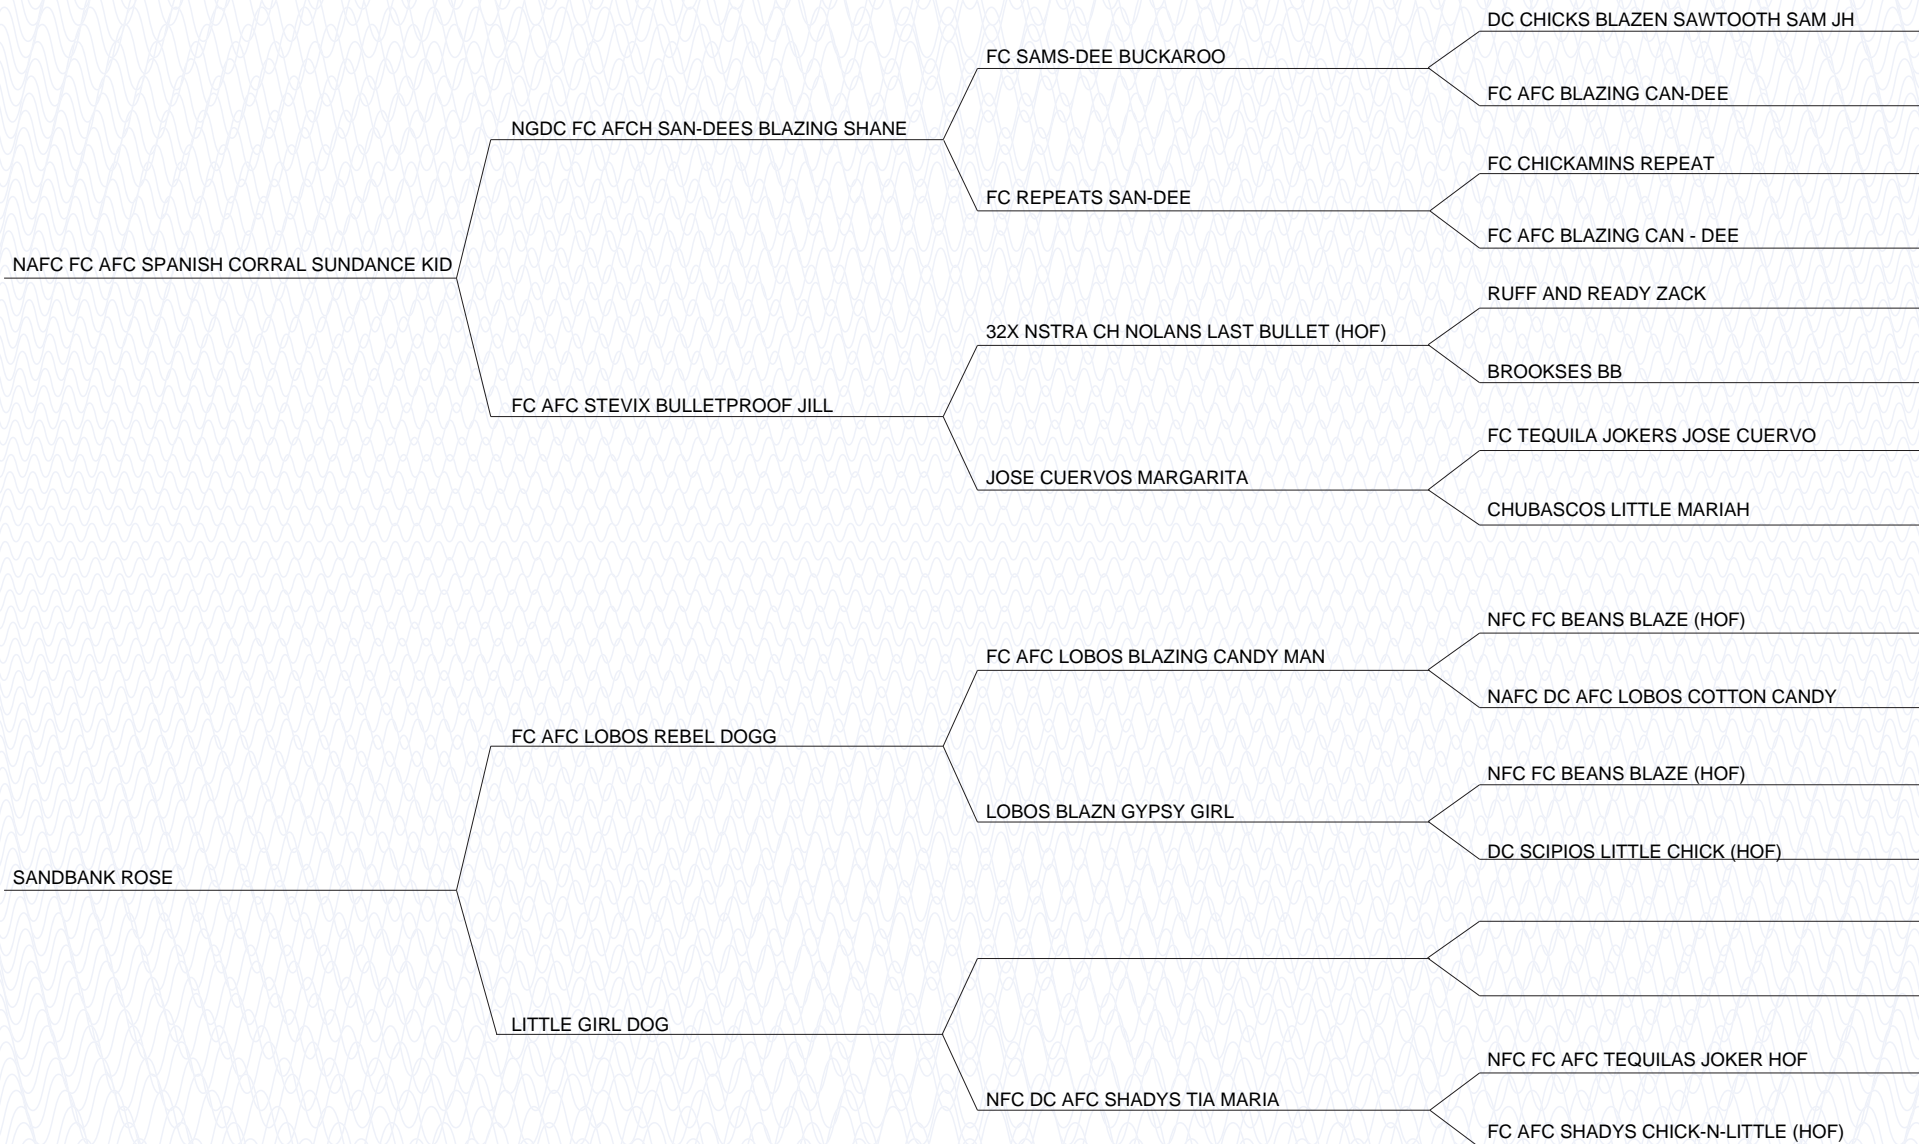 DC CHICKS BLAZEN SAWTOOTH SAM JH
FC SAMS-DEE BUCKAROO
FC AFC BLAZING CAN-DEE
NGDC FC AFCH SAN-DEES BLAZING SHANE
FC CHICKAMINS REPEAT
FC REPEATS SAN-DEE
FC AFC BLAZING CAN - DEE
NAFC FC AFC SPANISH CORRAL SUNDANCE KID
RUFF AND READY ZACK
32X NSTRA CH NOLANS LAST BULLET (HOF)
BROOKSES BB
FC AFC STEVIX BULLETPROOF JILL
FC TEQUILA JOKERS JOSE CUERVO
JOSE CUERVOS MARGARITA
CHUBASCOS LITTLE MARIAH
NFC FC BEANS BLAZE (HOF)
FC AFC LOBOS BLAZING CANDY MAN
NAFC DC AFC LOBOS COTTON CANDY
FC AFC LOBOS REBEL DOGG
NFC FC BEANS BLAZE (HOF)
LOBOS BLAZN GYPSY GIRL
DC SCIPIOS LITTLE CHICK (HOF)
SANDBANK ROSE
LITTLE GIRL DOG
NFC FC AFC TEQUILAS JOKER HOF
NFC DC AFC SHADYS TIA MARIA
FC AFC SHADYS CHICK-N-LITTLE (HOF)